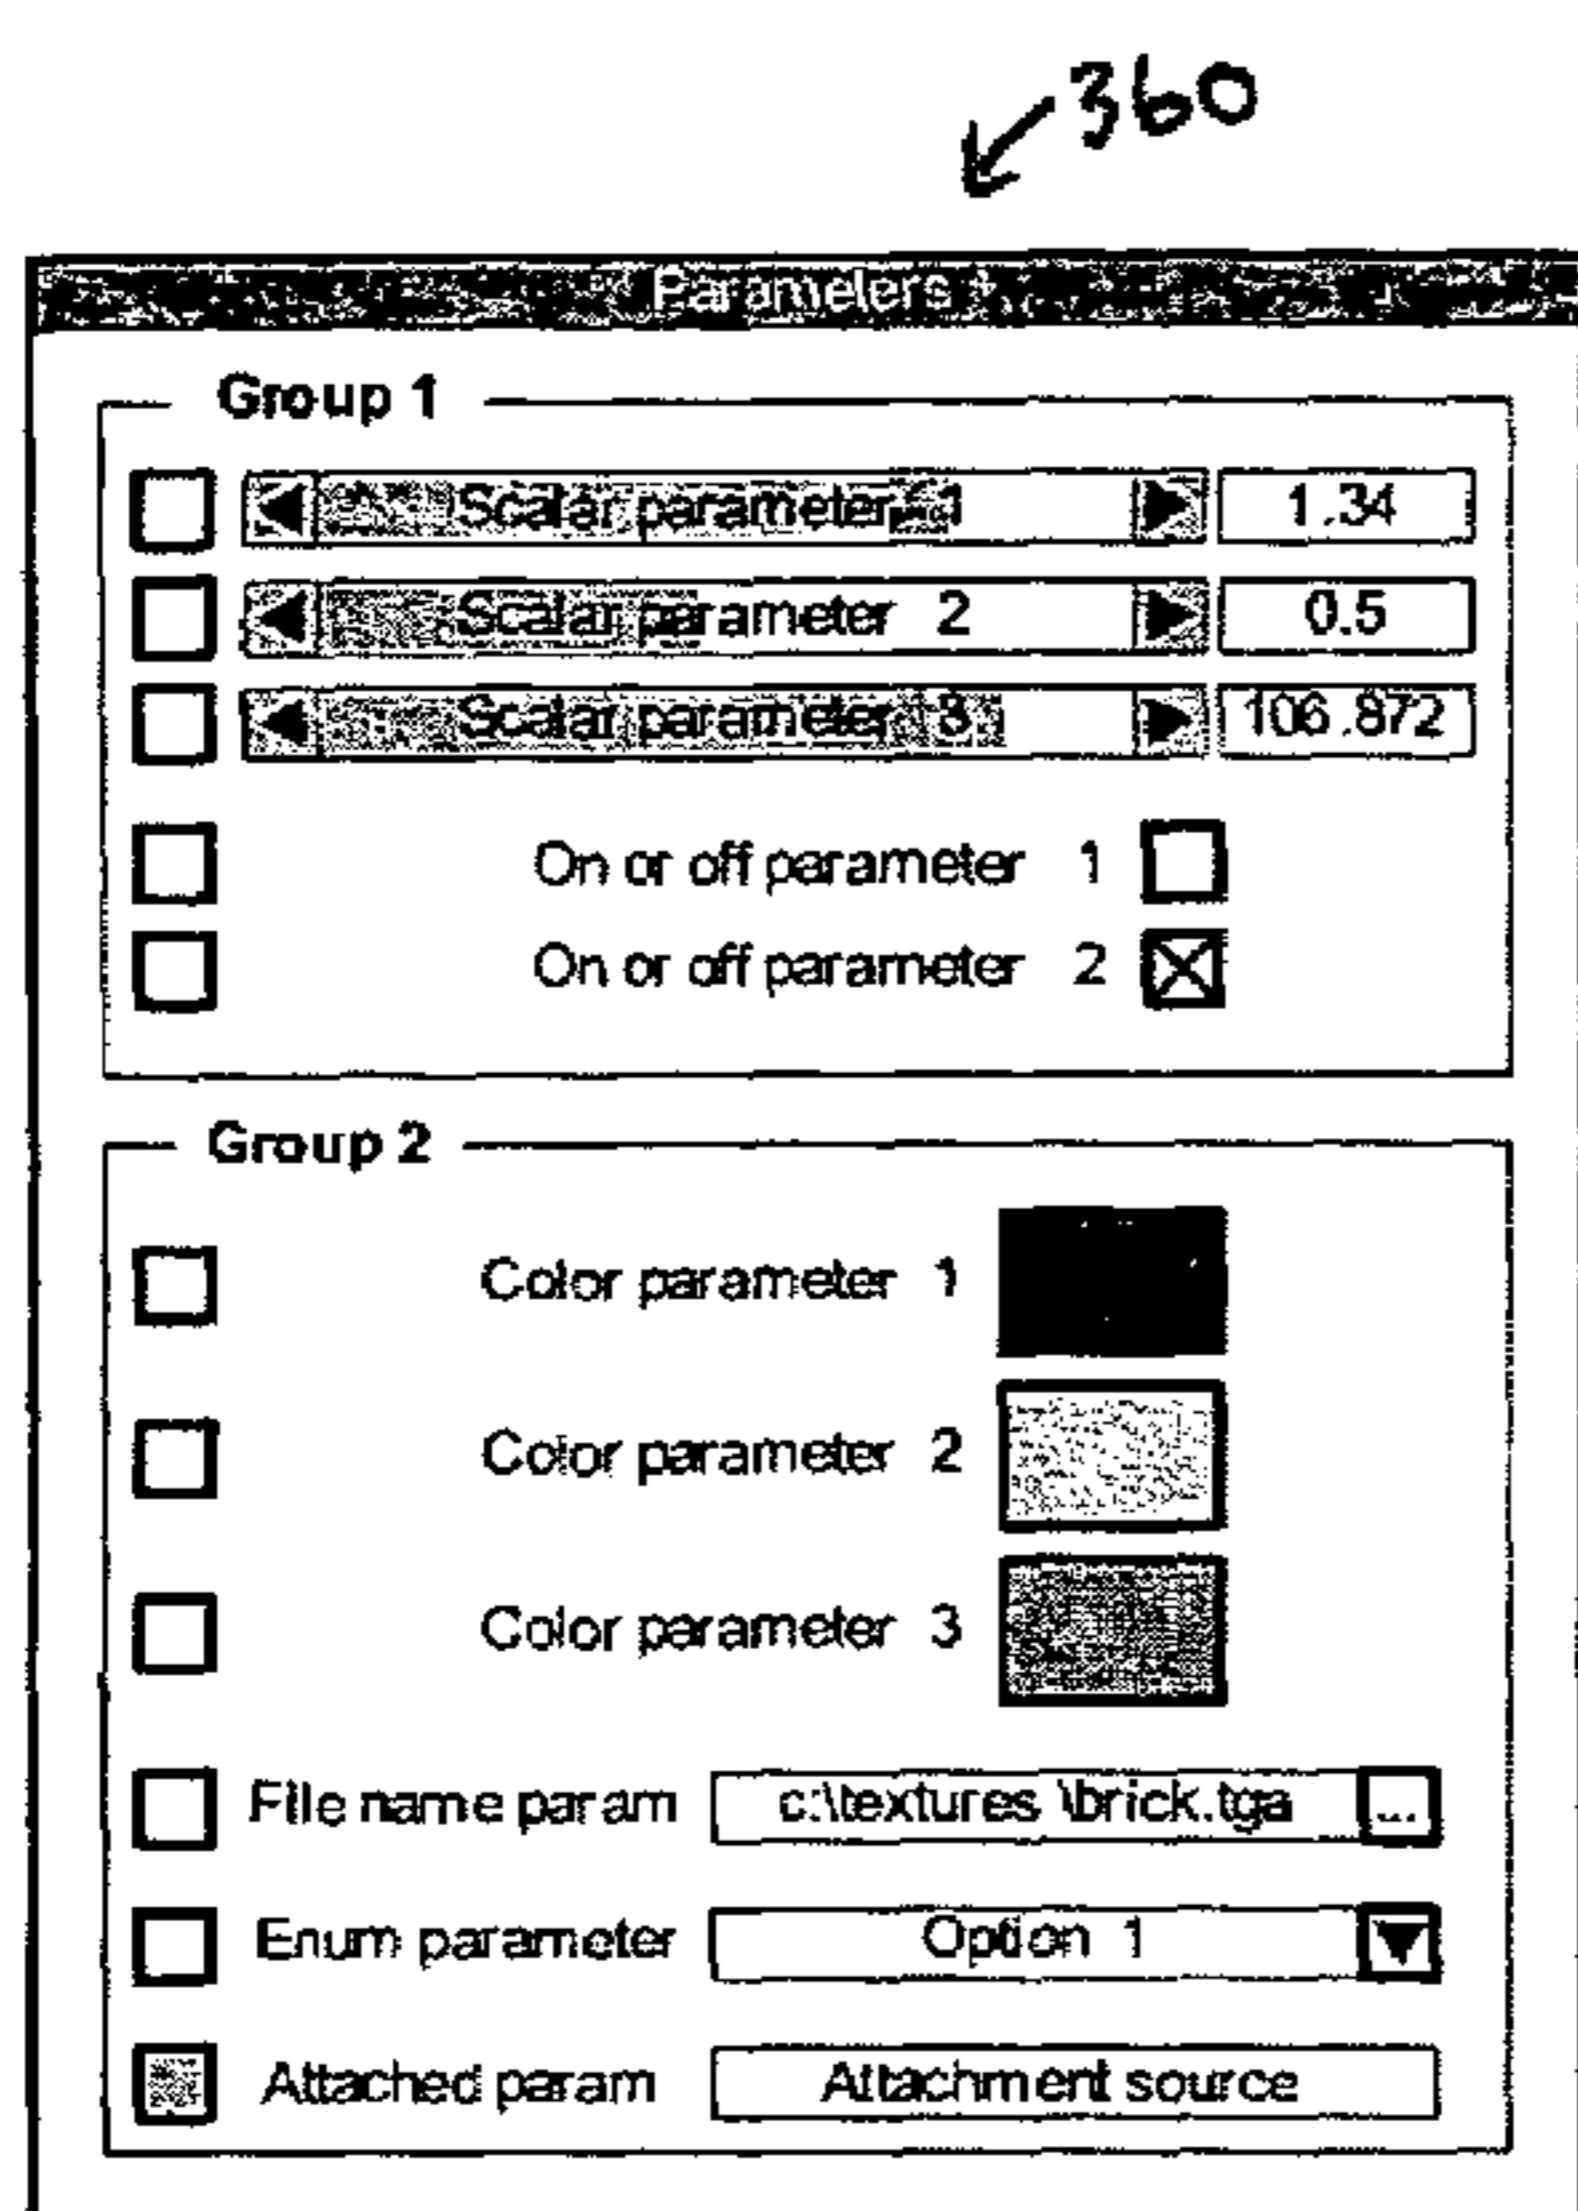 360
Parameters
Group 1
Scalar parameter 1 1.34
Scalar parameter 2 0.5
Scalar parameter 3 106.872
On or off parameter 1
On or off parameter 2
Group 2
Color parameter 1
Color parameter 2
Color parameter 3
File name param c:\textures \brick.tga ...
Enum parameter Option 1
Attached param Attachment source